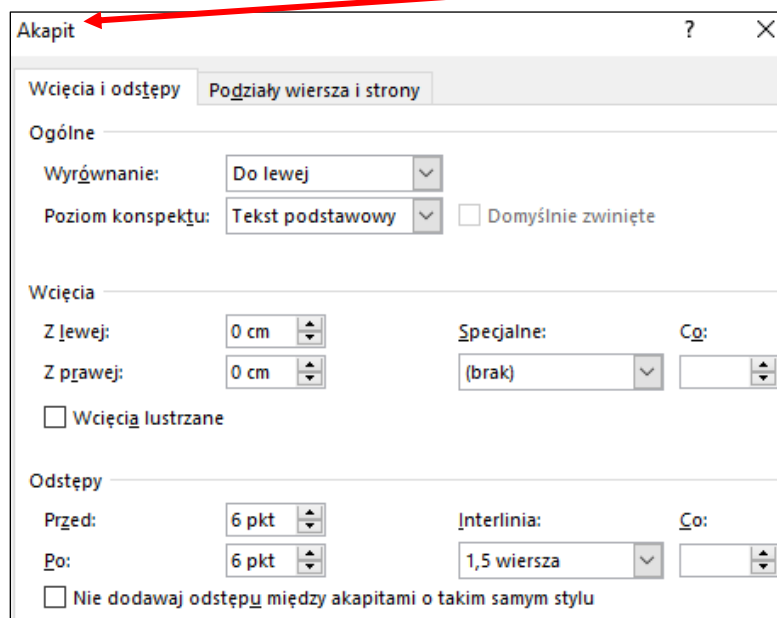 Akapit ? X
Wcięcia i odstępy Podziały wiersza i strony
Ogólne
Wyrównanie: Do lewej
Poziom konspektu: Tekst podstawowy Domyślnie zwinięte
Wcięcia
Z lewej: 0 cm Specjalne: Co:
Z prawej: 0 cm (brak)
Wcięcia lustrzane
Odstępy
Przed: 6 pkt Interlinia: Co:
Po: 6 pkt 1,5 wiersza
Nie dodawaj odstępu między akapitami o takim samym stylu